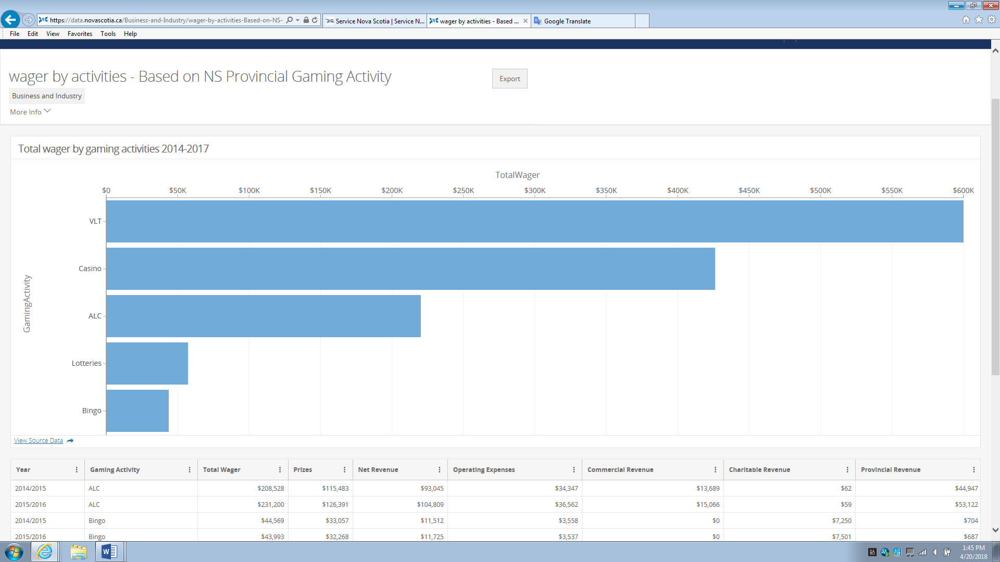 https://data.novascotia.ca/Business-and-Industry/wager-by-activities-Based-on-NS-
Service Nova Scotia | Service N...
wager by activities - Based ...
Google Translate
File Edit View Favorites Tools Help
wager by activities - Based on NS Provincial Gaming Activity
Export
Business and Industry
More Info
Total wager by gaming activities 2014-2017
TotalWager
$0 $50K $100K $150K $200K $250K $300K $350K $400K $450K $500K $550K $600K
GamingActivity
VLT
Casino
ALC
Lotteries
Bingo
View Source Data
Year Gaming Activity Total Wager Prizes Net Revenue Operating Expenses Commercial Revenue Charitable Revenue Provincial Revenue
2014/2015 ALC $208,528 $115,483 $93,045 $34,347 $13,689 $62 $44,947
2015/2016 ALC $231,200 $126,391 $104,809 $36,562 $15,066 $59 $53,122
2014/2015 Bingo $44,569 $33,057 $11,512 $3,558 $0 $7,250 $704
2015/2016 Bingo $43,993 $32,268 $11,725 $3,537 $0 $7,501 $687
1:45 PM
4/20/2018